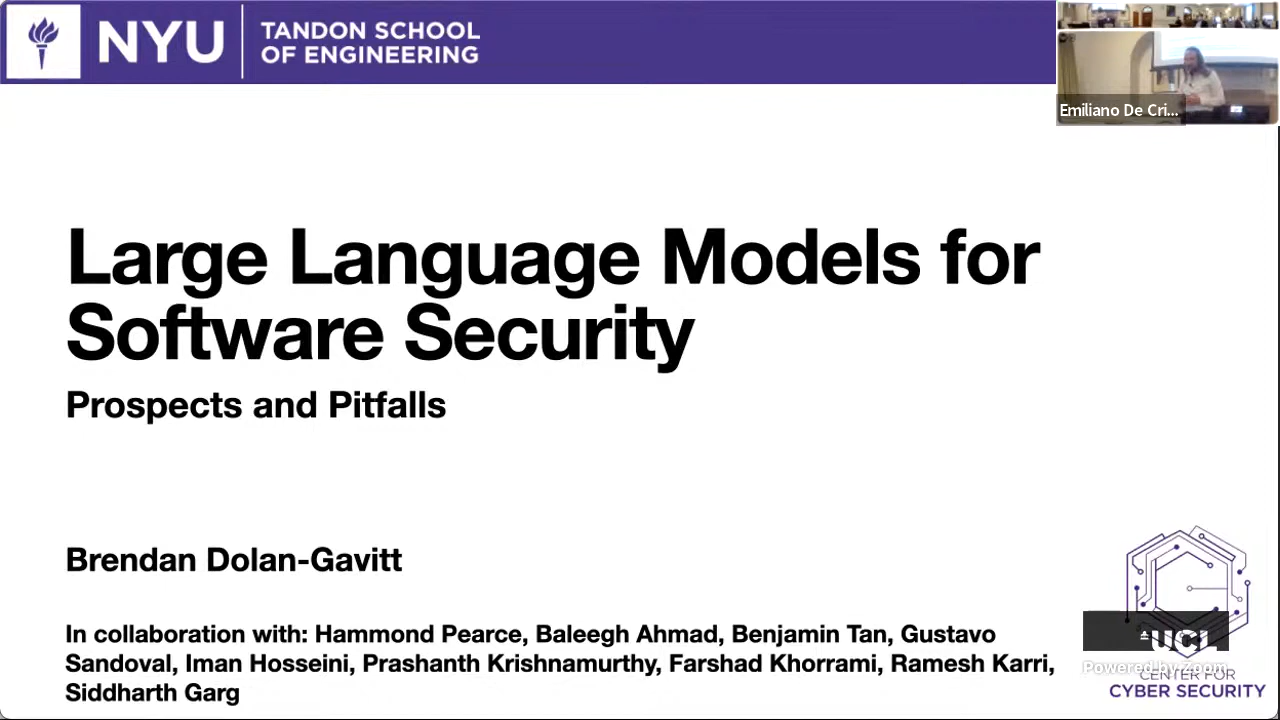 NYU
TANDON SCHOOL
OF ENGINEERING
Emiliano De Cri...
Large Language Models for
Software Security
Prospects and Pitfalls
Brendan Dolan-Gavitt
In collaboration with: Hammond Pearce, Baleegh Ahmad, Benjamin Tan, Gustavo
Sandoval, Iman Hosseini, Prashanth Krishnamurthy, Farshad Khorrami, Ramesh Karri,
Siddharth Garg
UCI
Powered by Zoom
CENTER FOR
CYBER SECURITY